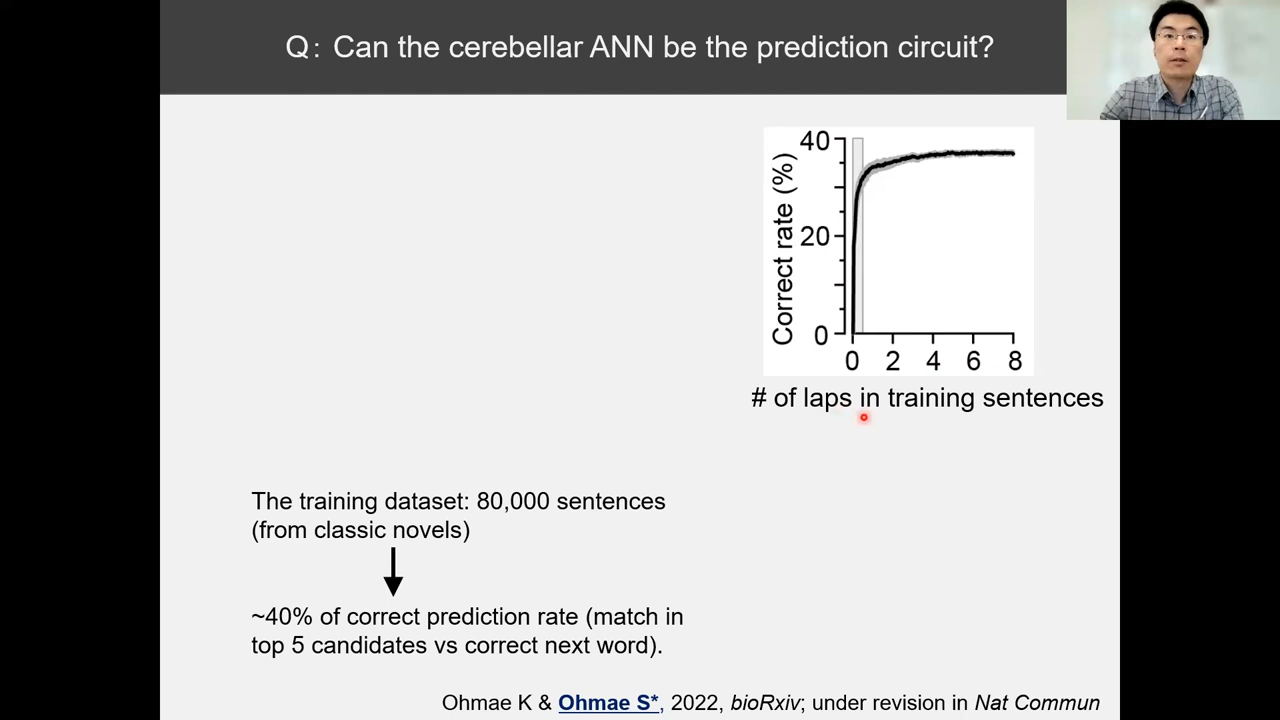 Q: Can the cerebellar ANN be the prediction circuit?
40
20
0
Correct rate (%)
0 2 4 6 8
# of laps in training sentences
The training dataset: 80,000 sentences
(from classic novels)
~40% of correct prediction rate (match in
top 5 candidates vs correct next word).
Ohmae K & Ohmae S*, 2022, bioRxiv; under revision in Nat Commun